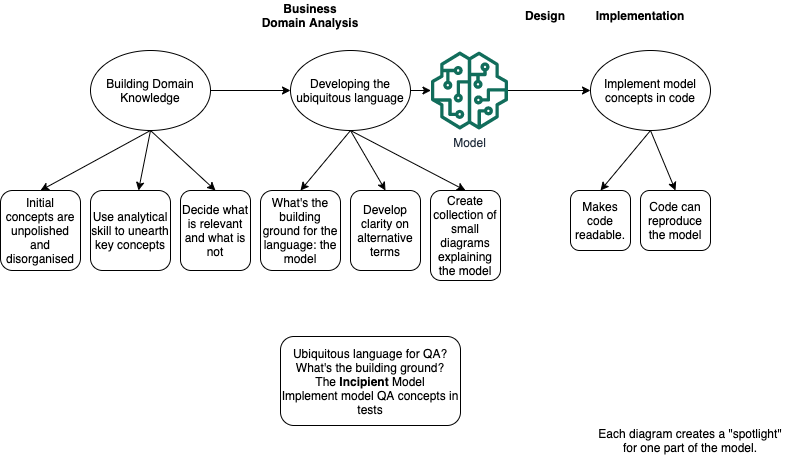 Business
Domain Analysis
Design
Implementation
Building Domain
Knowledge
Developing the
ubiquitous language
Model
Implement model
concepts in code
Initial
concepts are
unpolished
and
disorganised
Use analytical
skill to unearth
key concepts
Decide what
is relevant
and what is
not
What's the
building
ground for the
language: the
model
Develop
clarity on
alternative
terms
Create
collection of
small
diagrams
explaining
the model
Makes
code
readable.
Code can
reproduce
the model
Ubiquitous language for QA?
What's the building ground?
The Incipient Model
Implement model QA concepts in
tests
Each diagram creates a "spotlight"
for one part of the model.